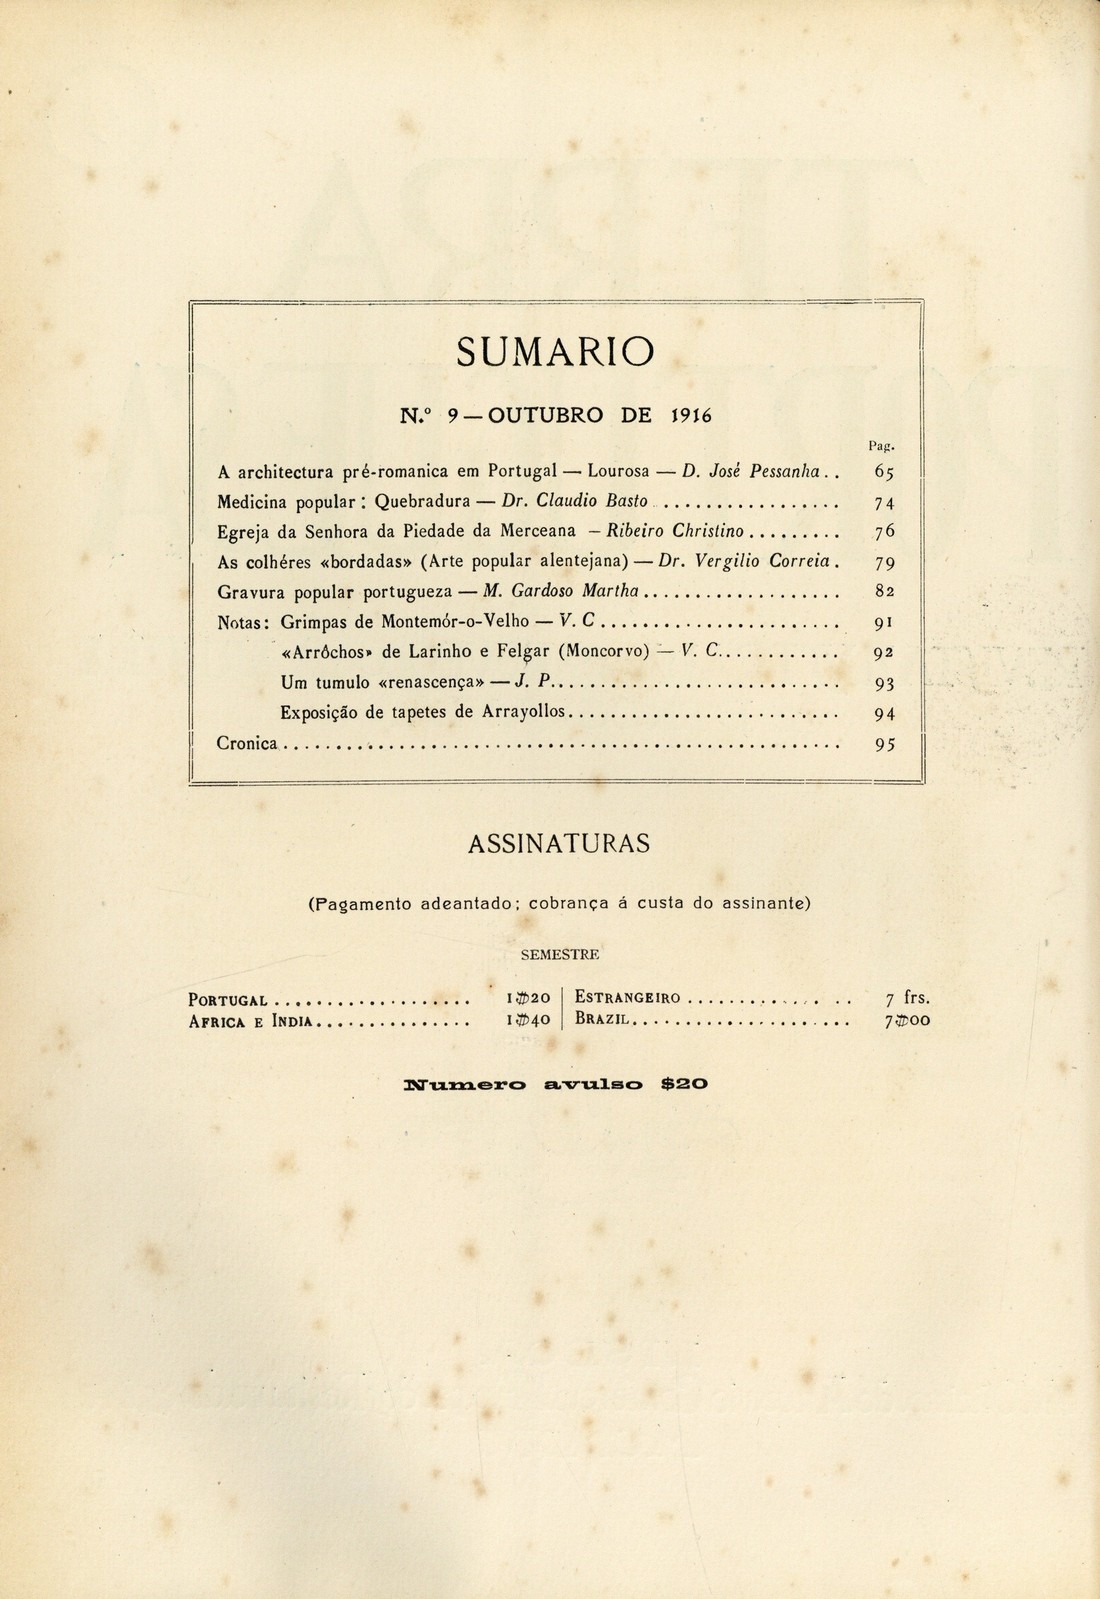 SUMARIO
N.º 9 — OUTUBRO DE 1916
Pag.
A architectura pré-romanica em Portugal — Lourosa — D. José Pessanha . . 65
Medicina popular : Quebradura — Dr. Claudio Basto . . . . . . . . . . . . . . . . . 74
Egreja da Senhora da Piedade da Merceana – Ribeiro Christino . . . . . . . . . 76
As colhéres «bordadas» (Arte popular alentejana) — Dr. Vergilio Correia . 79
Gravura popular portugueza — M. Gardoso Martha . . . . . . . . . . . . . . . . . . . 82
Notas: Grimpas de Montemór-o-Velho — V. C . . . . . . . . . . . . . . . . . . . . . . . 91
«Arrôchos» de Larinho e Felgar (Moncorvo) — V. C. . . . . . . . . . . . 92
Um tumulo «renascença» — J. P. . . . . . . . . . . . . . . . . . . . . . . . . . . . 93
Exposição de tapetes de Arrayollos. . . . . . . . . . . . . . . . . . . . . . . . . . 94
Cronica . . . . . . . . . . . . . . . . . . . . . . . . . . . . . . . . . . . . . . . . . . . . . . . . . . . . . 95
ASSINATURAS
(Pagamento adeantado; cobrança á custa do assinante)
SEMESTRE
PORTUGAL . . . . . . . . . . . . . . . . . . . 1$20 ESTRANGEIRO . . . . . . . . . . . . . . . 7 frs.
AFRICA E INDIA. . . . . . . . . . . . . . . 1$40 BRAZIL. . . . . . . . . . . . . . . . . . . . . 7$00
Numero avulso $20